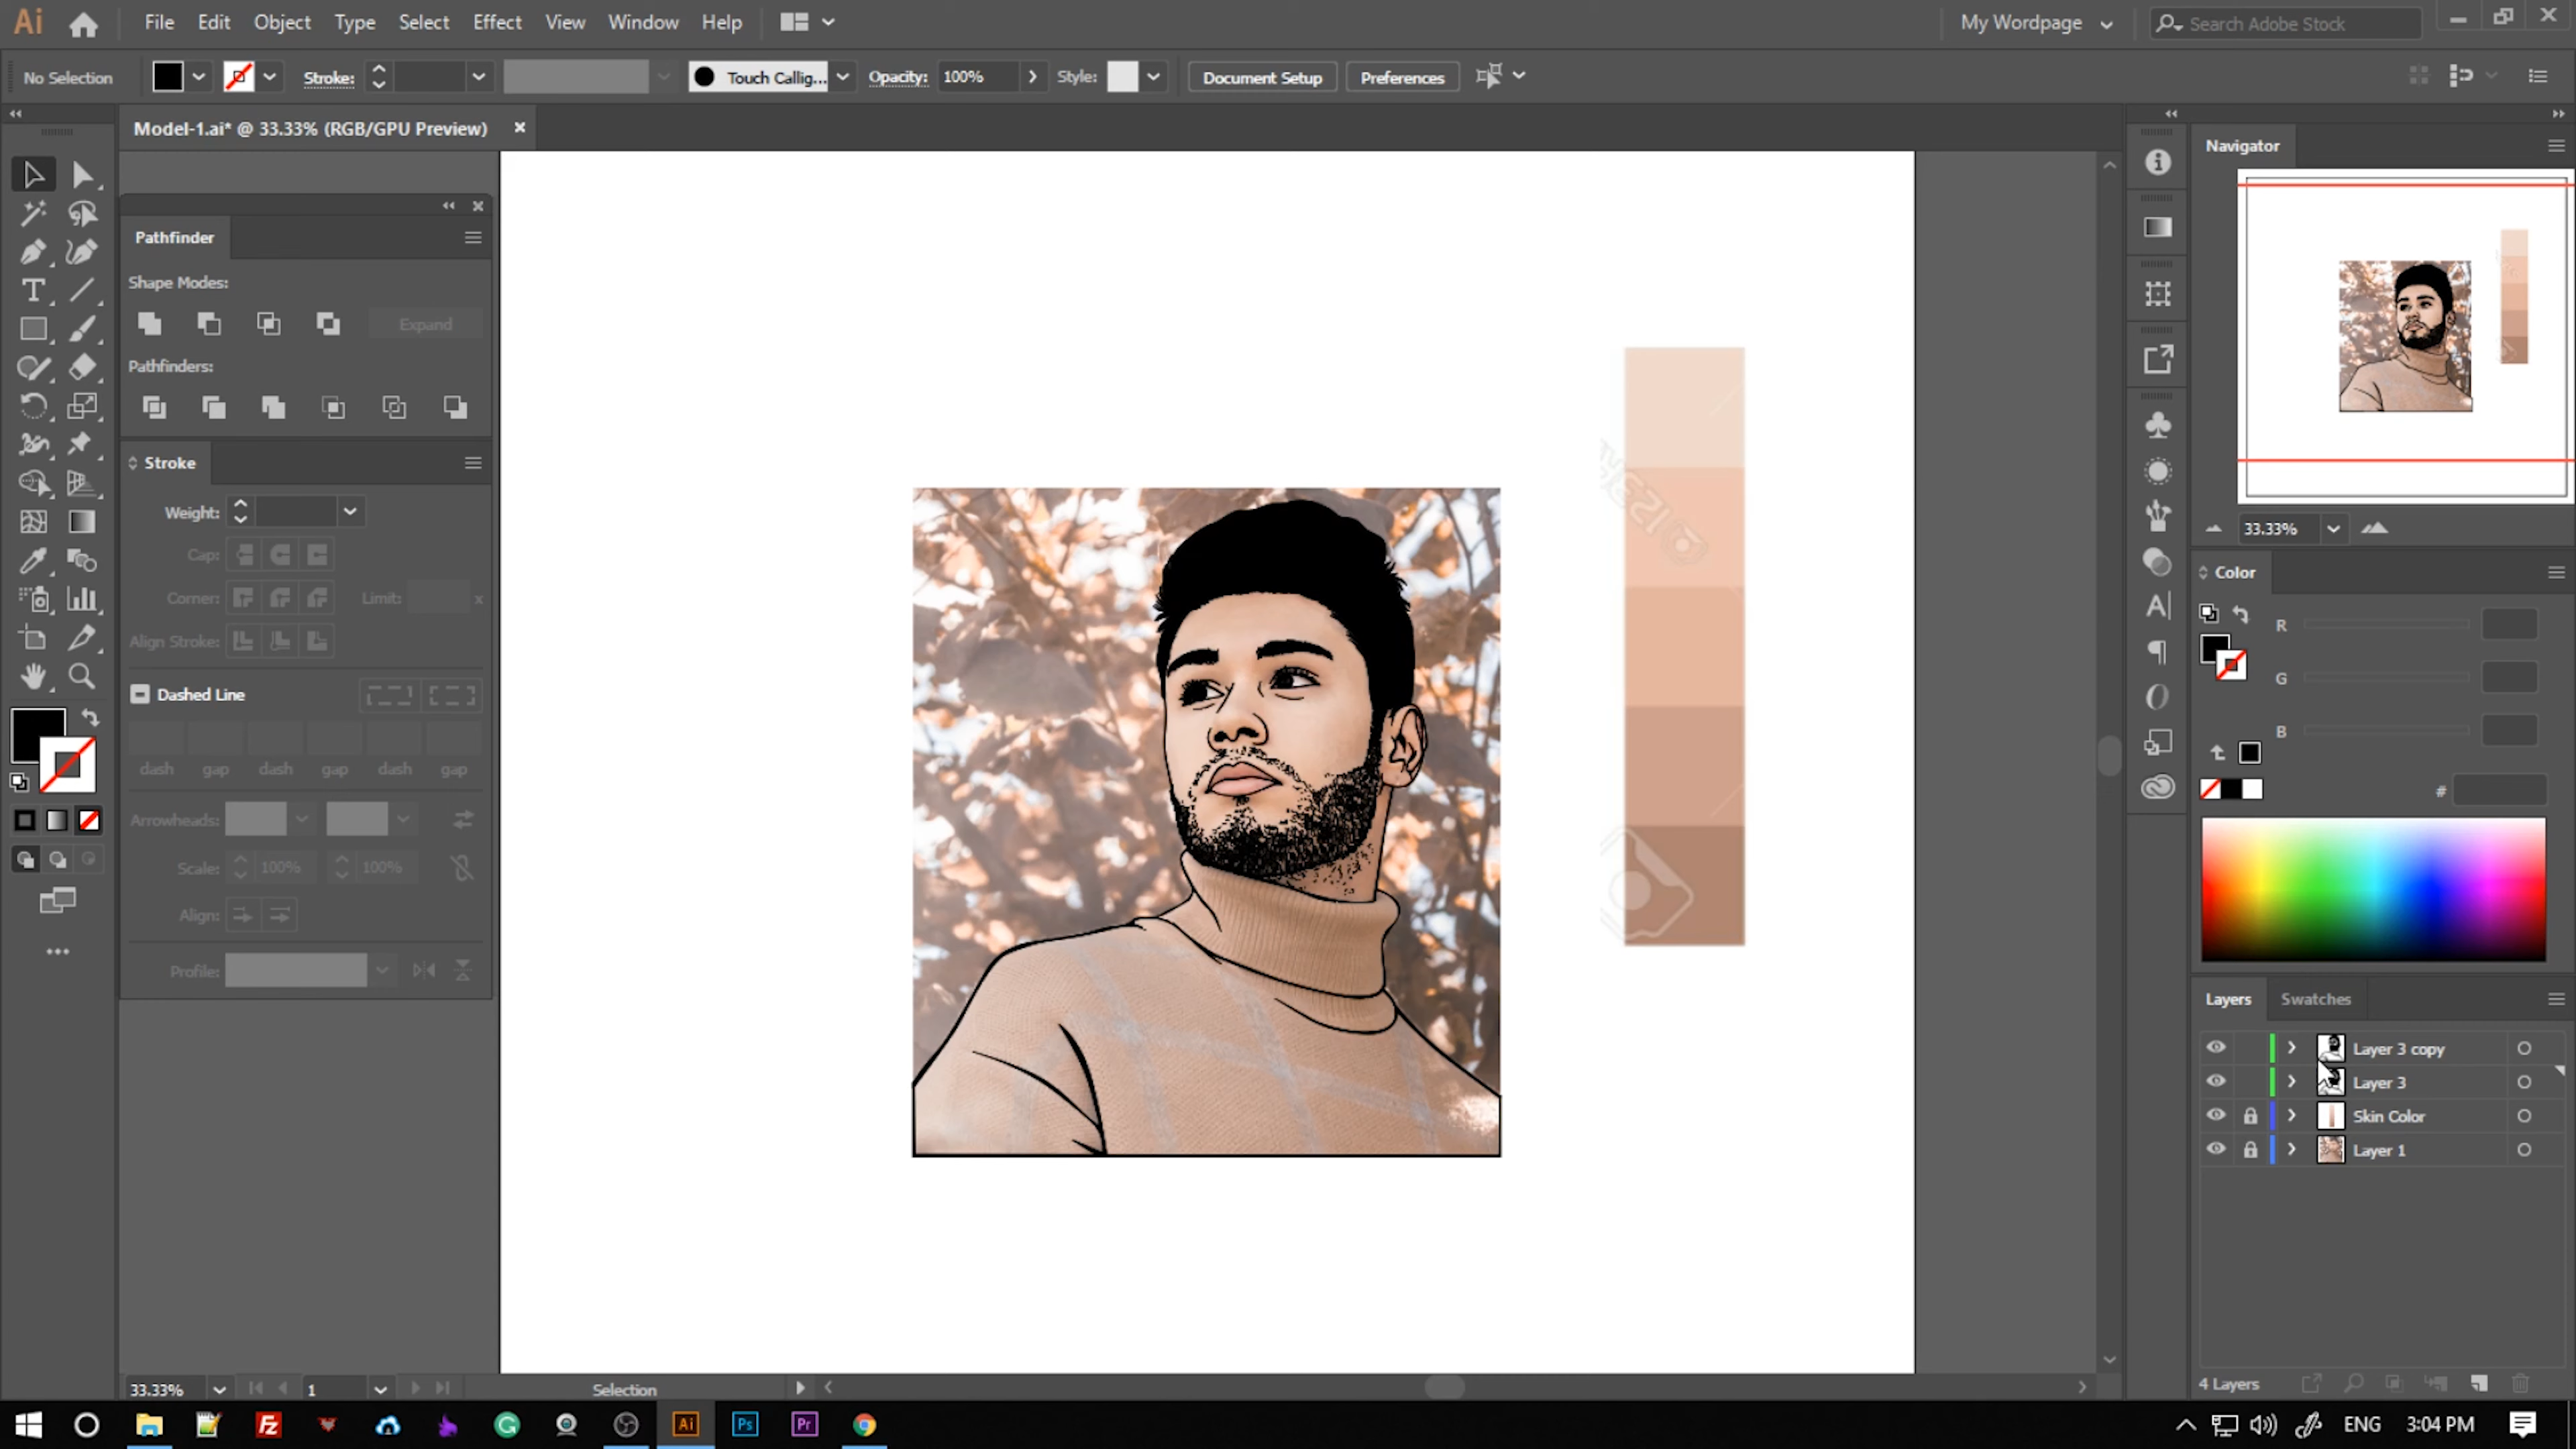 Ai File Edit Object Type Select Effect View Window Help My Wordpage Search Adobe Stock
No Selection Stroke: Touch Callig... Opacity: 100% Style: Document Setup Preferences
Model-1.ai* @ 33.33% (RGB/GPU Preview)
Pathfinder
Shape Modes:
Expand
Pathfinders:
Stroke
Weight:
Cap:
Corner: Limit: x
Align Stroke:
Dashed Line
dash gap dash gap dash gap
Arrowheads:
Scale: 100% 100%
Align:
Profile:
Navigator
33.33%
Color
R
G
B
#
Layers Swatches
Layer 3 copy
Layer 3
Skin Color
Layer 1
4 Layers
33.33% 1 Selection
Fz Ai Ps Pr ENG 3:04 PM